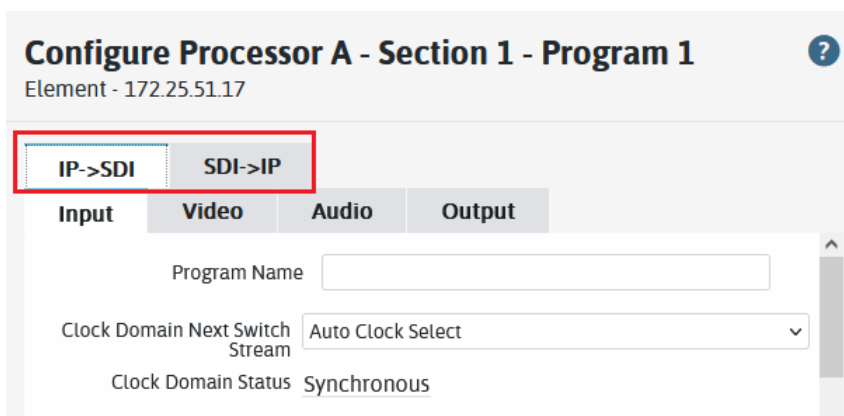 Configure Processor A - Section 1 - Program 1
?
Element - 172.25.51.17
IP->SDI SDI->IP
Input Video Audio Output
Program Name
Clock Domain Next Switch Stream Auto Clock Select
Clock Domain Status Synchronous